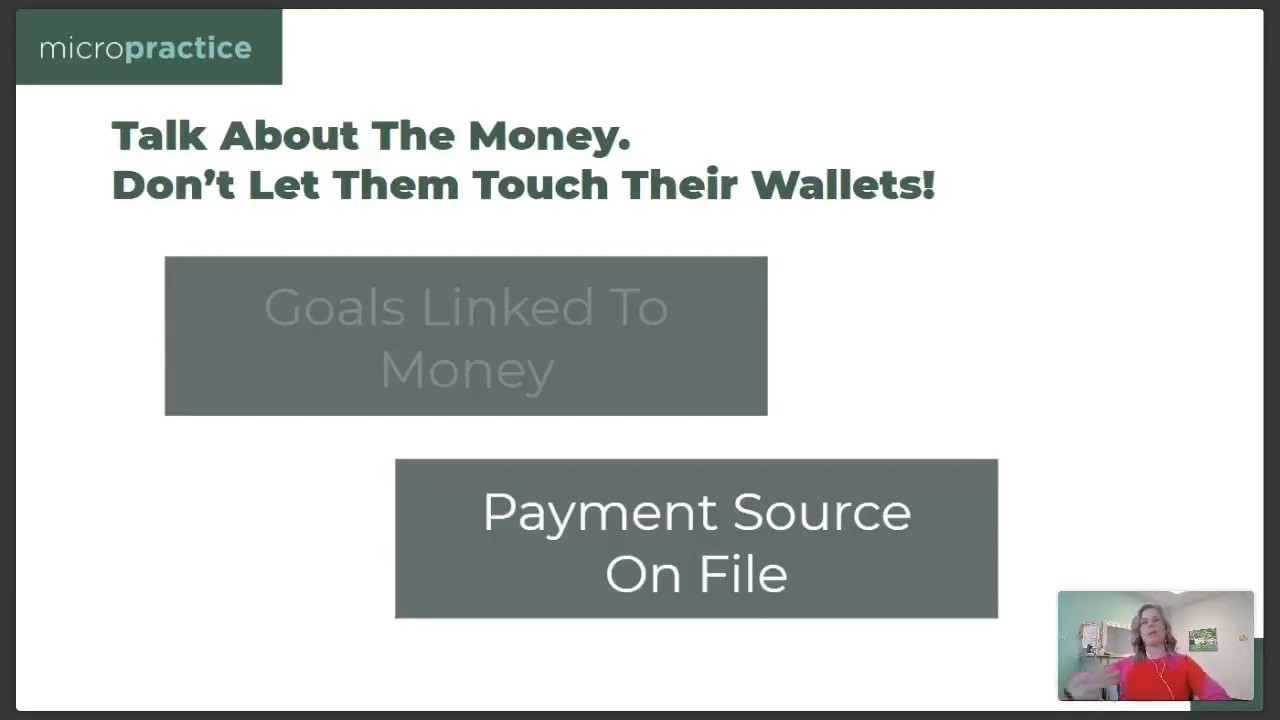 micropractice
Talk About The Money.
Don’t Let Them Touch Their Wallets!
Goals Linked To
Money
Payment Source
On File